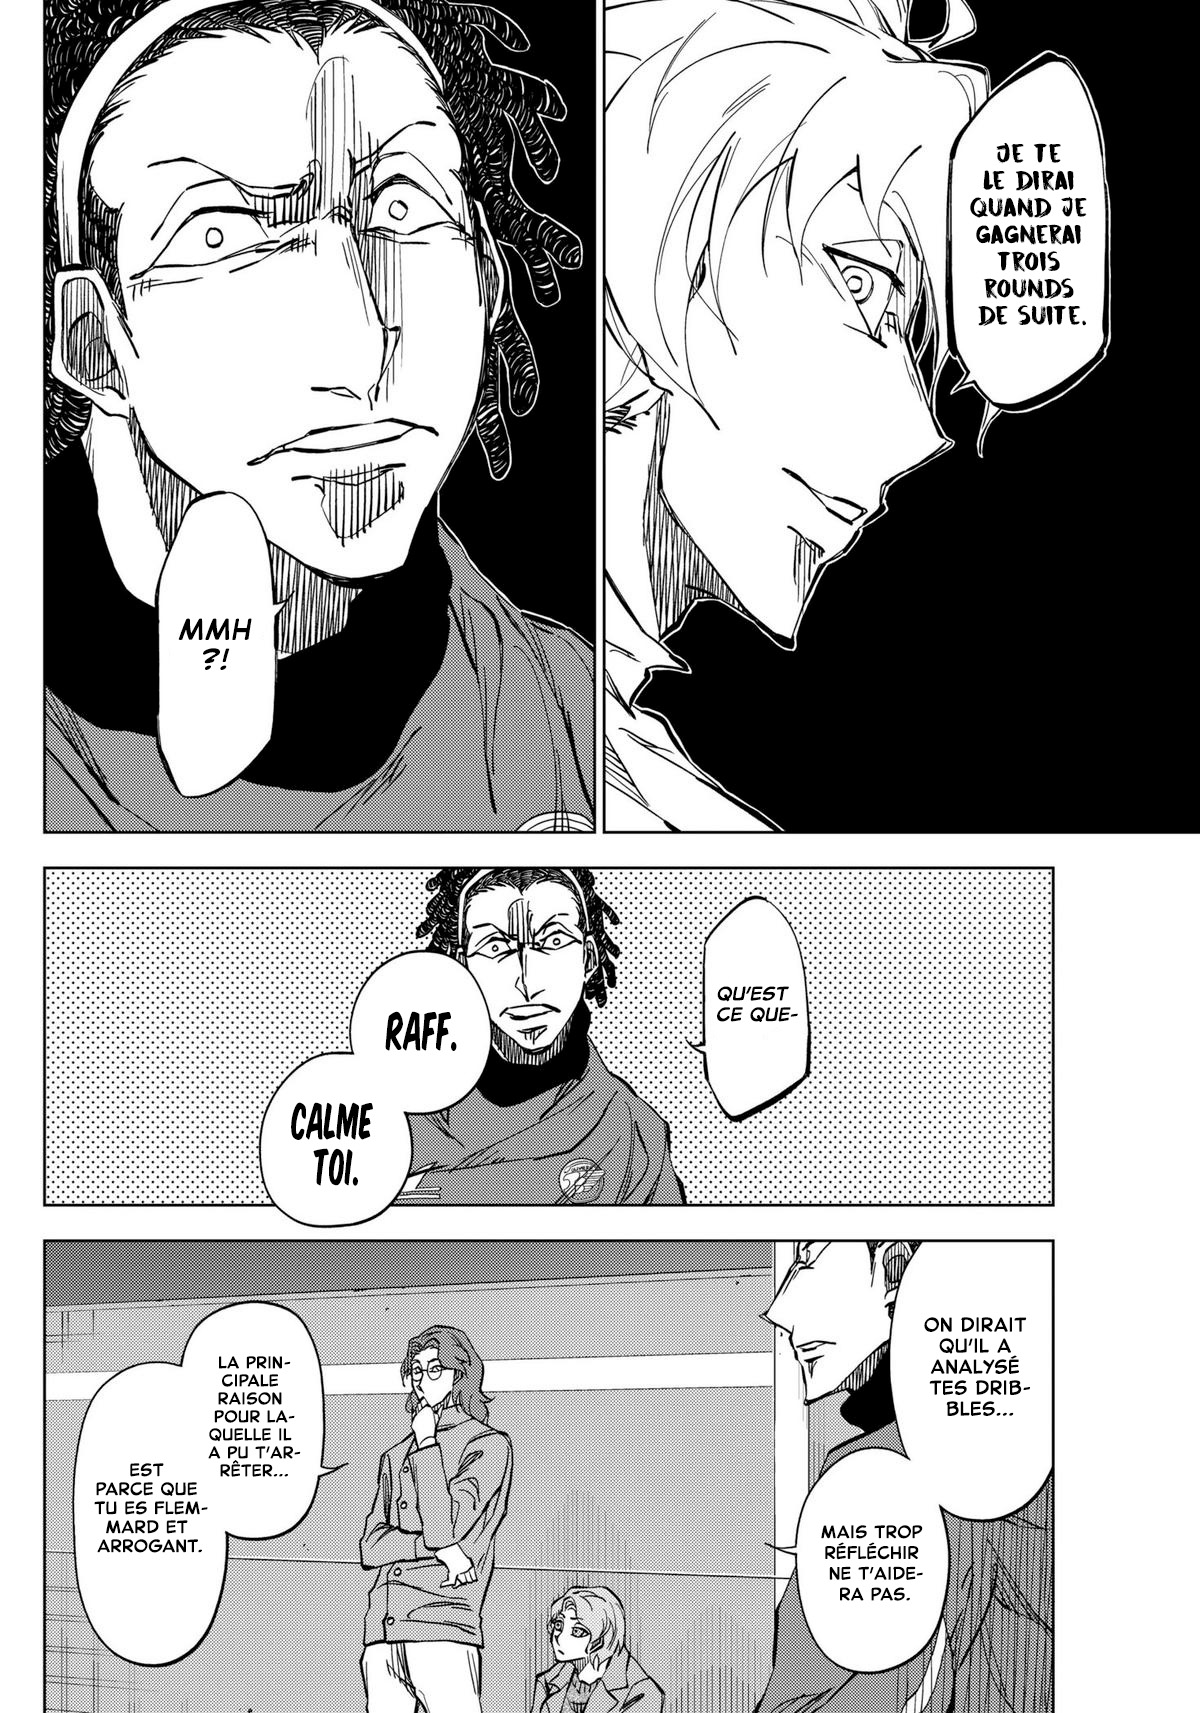 JE TE
LE DIRAI
QUAND JE
GAGNERAI
TROIS
ROUNDS
DE SUITE.
MMH
?!
QU'EST
CE QUE-
RAFF.
CALME
TOI.
ON DIRAIT
QU'IL A
ANALYSÉ
TES DRIB-
BLES...
MAIS TROP
RÉFLÉCHIR
NE T'AIDE-
RA PAS.
LA PRIN-
CIPALE
RAISON
POUR LA-
QUELLE IL
A PU T'AR-
RÊTER...
EST
PARCE QUE
TU ES FLEM-
MARD ET
ARROGANT.